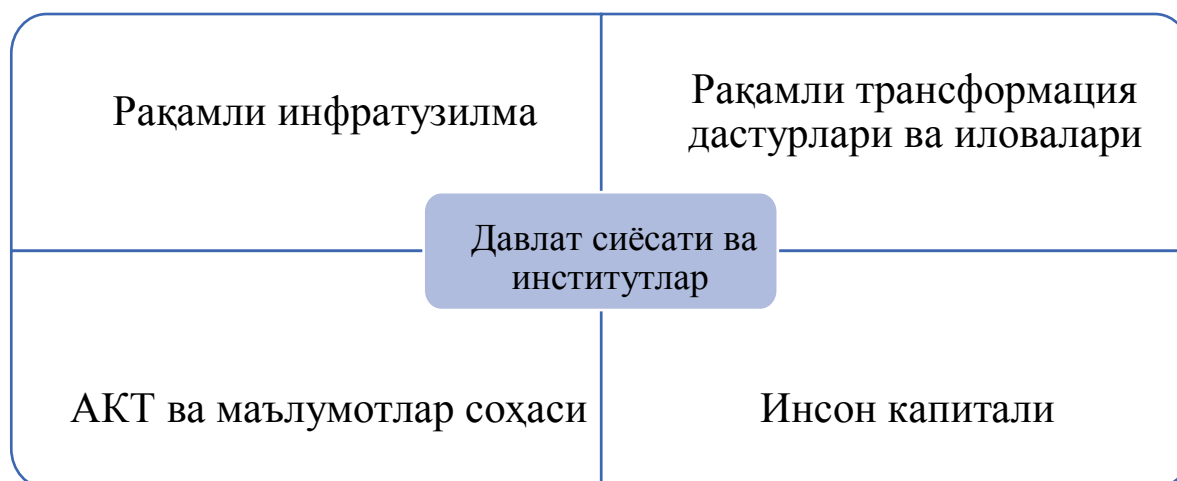 Рақамли инфратузилма
Рақамли трансформация
дастурлари ва иловалари
Давлат сиёсати ва
институтлар
АКТ ва маълумотлар соҳаси
Инсон капитали